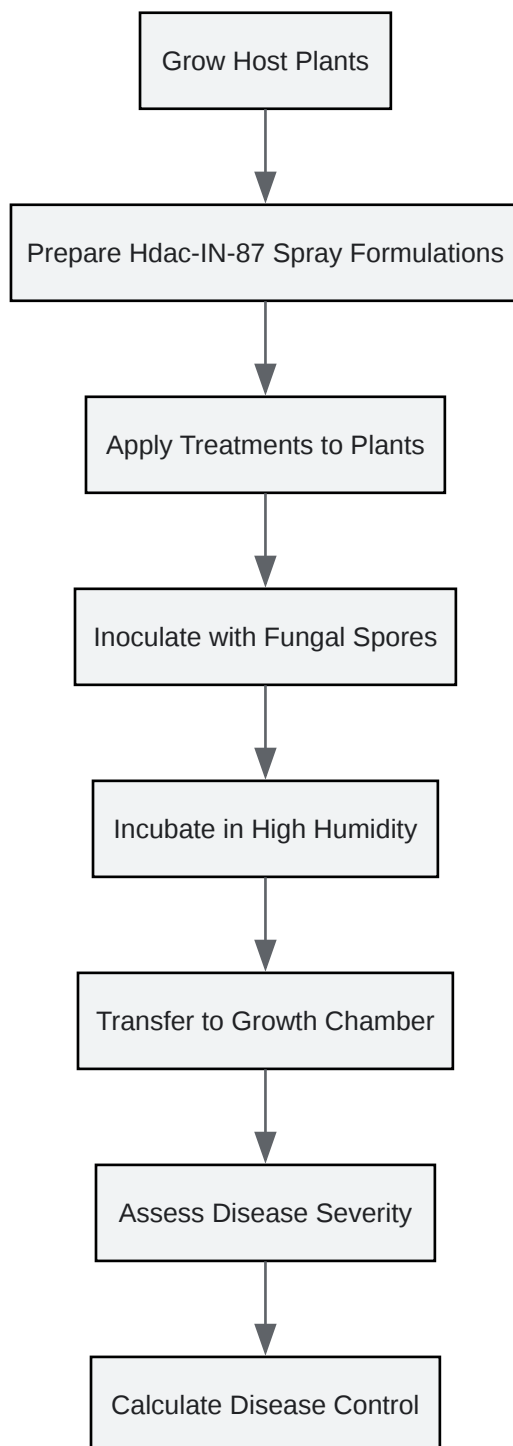 Grow Host Plants
Prepare Hdac-IN-87 Spray Formulations
Apply Treatments to Plants
Inoculate with Fungal Spores
Incubate in High Humidity
Transfer to Growth Chamber
Assess Disease Severity
Calculate Disease Control